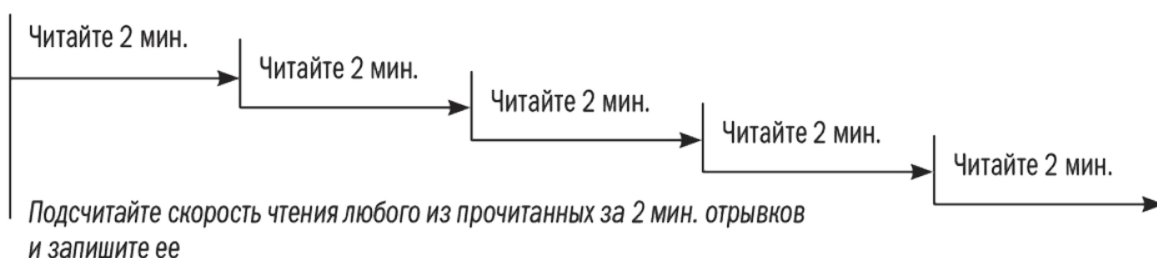 Читайте 2 мин.
Читайте 2 мин.
Читайте 2 мин.
Читайте 2 мин.
Читайте 2 мин.
Подсчитайте скорость чтения любого из прочитанных за 2 мин. отрывков
и запишите ее